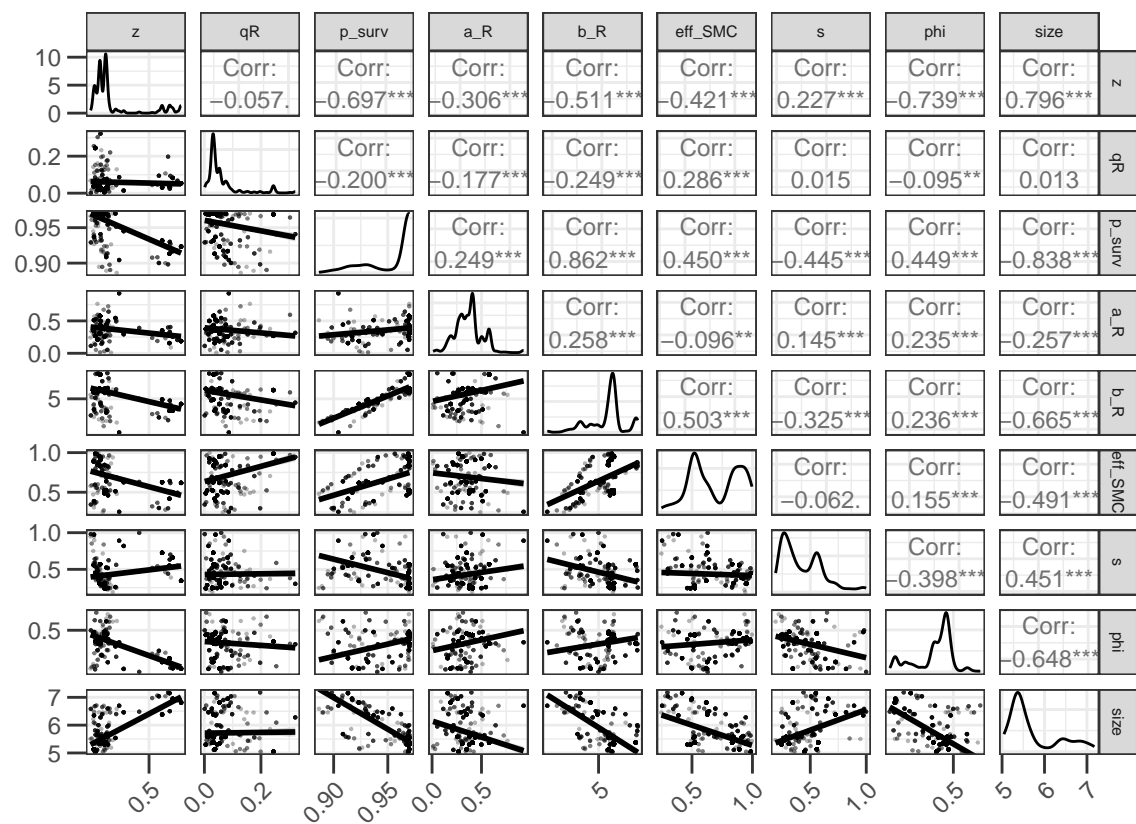 z qR p_surv a_R b_R eff_SMC s phi size
10 Corr: Corr: Corr: Corr: Corr: Corr: Corr: Corr: z
5
0 −0.057. −0.697*** −0.306*** −0.511*** −0.421*** 0.227*** −0.739*** 0.796***
0.2 Corr: Corr: Corr: Corr: Corr: Corr: Corr: qR
0.0 −0.200*** −0.177*** −0.249*** 0.286*** 0.015 −0.095** 0.013
0.95 Corr: Corr: Corr: Corr: Corr: Corr: p_surv
0.90 0.249*** 0.862*** 0.450*** −0.445*** 0.449*** −0.838***
0.5 Corr: Corr: Corr: Corr: Corr: a_R
0.0 0.258*** −0.096** 0.145*** 0.235*** −0.257***
5 Corr: Corr: Corr: Corr: b_R
0.503*** −0.325*** 0.236*** −0.665***
1.0 Corr: Corr: Corr: eff_SMC
0.5 −0.062. 0.155*** −0.491***
1.0 Corr: Corr: s
0.5 −0.398*** 0.451***
0.5 Corr: phi
−0.648***
7 size
6
5
0.5 0.0 0.2 0.90 0.95 0.0 0.5 5 0.5 1.0 0.5 1.0 0.5 5 6 7